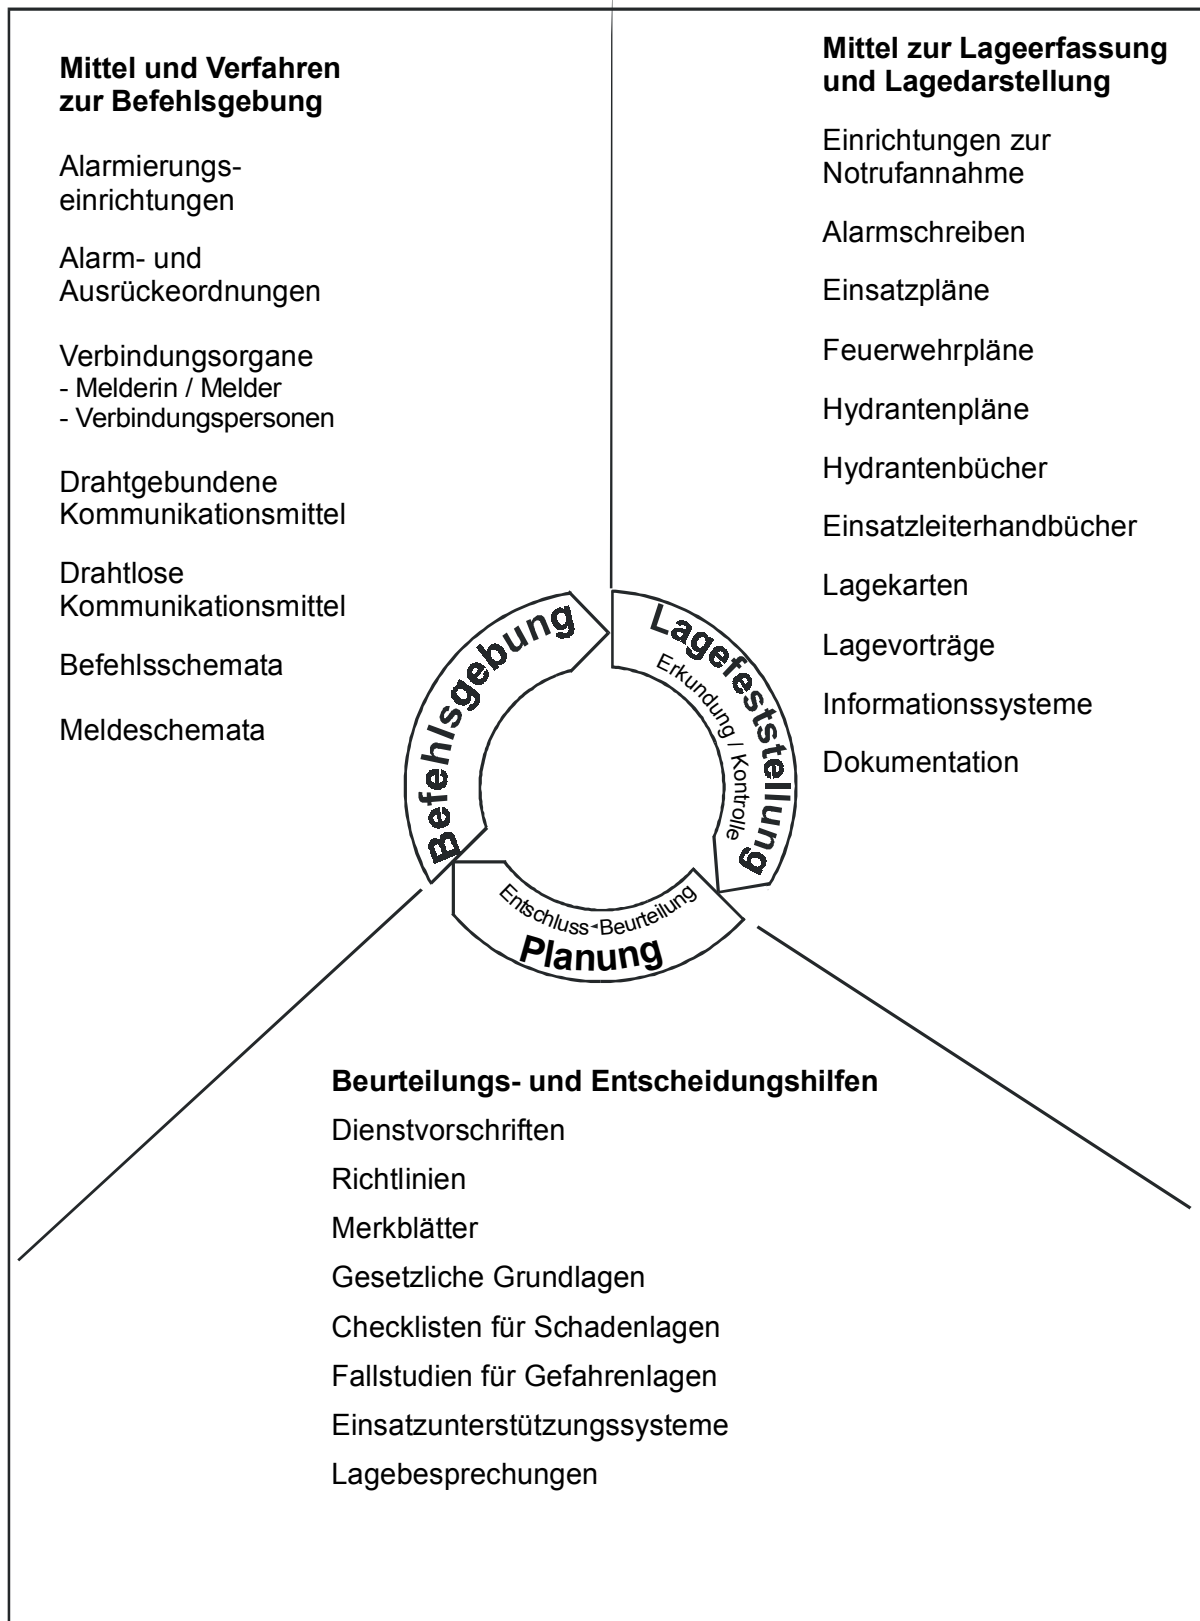 Mittel und Verfahren
zur Befehlsgebung
Alarmierungs-
einrichtungen
Alarm- und
Ausrückeordnungen
Verbindungsorgane
- Melderin / Melder
- Verbindungspersonen
Drahtgebundene
Kommunikationsmittel
Drahtlose
Kommunikationsmittel
Befehlsschemata
Meldeschemata
Mittel zur Lageerfassung
und Lagedarstellung
Einrichtungen zur
Notrufannahme
Alarmschreiben
Einsatzpläne
Feuerwehrpläne
Hydrantenpläne
Hydrantenbücher
Einsatzleiterhandbücher
Lagekarten
Lagevorträge
Informationssysteme
Dokumentation
Befehlsgebung
Lagefeststellung
Erkundung / Kontrolle
Entschluss-Beurteilung
Planung
Beurteilungs- und Entscheidungshilfen
Dienstvorschriften
Richtlinien
Merkblätter
Gesetzliche Grundlagen
Checklisten für Schadenlagen
Fallstudien für Gefahrenlagen
Einsatzunterstützungssysteme
Lagebesprechungen